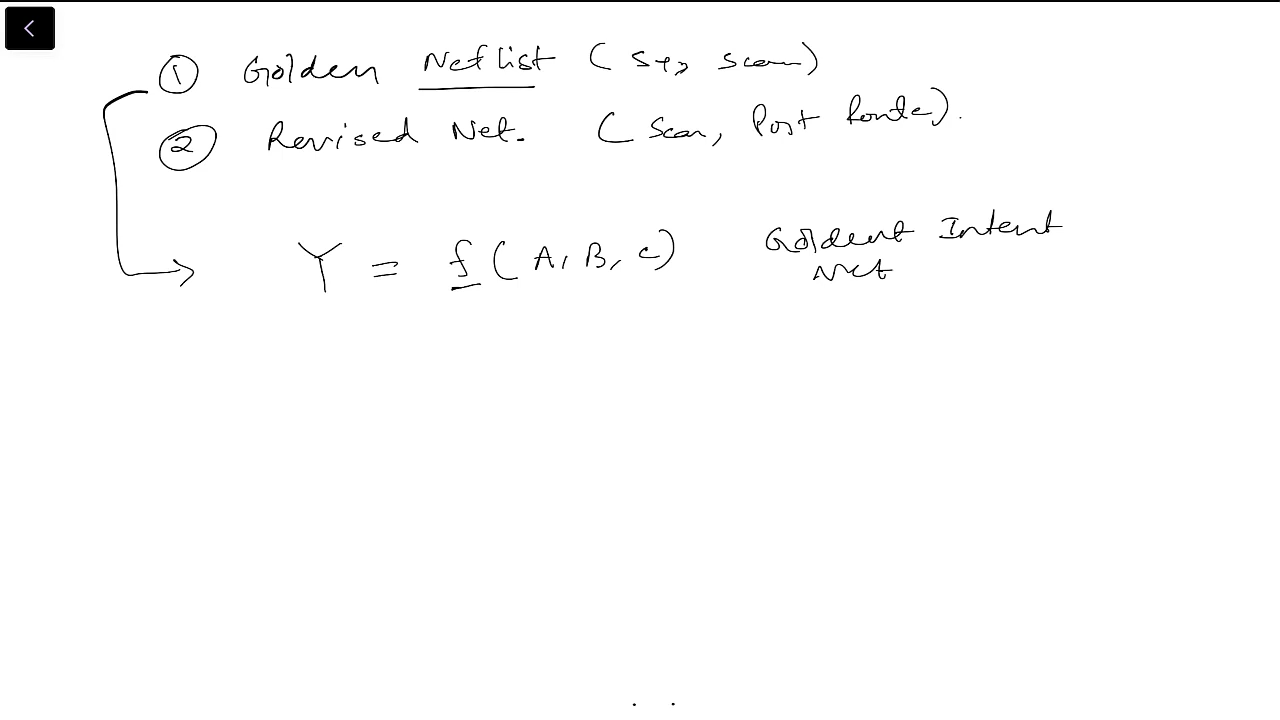 ① Golden Netlist ( Syn, Scan)
② Revised Net. ( Scan, Post Route).
Y = f ( A, B, C) Goldent Intent
Net